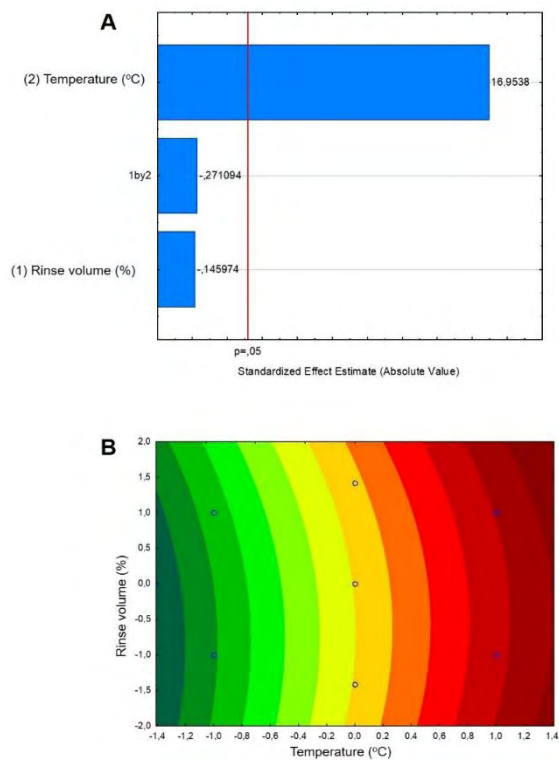 A
(2) Temperature (°C)
16,9538
1by2
-,271094
(1) Rinse volume (%)
-,145974
p=,05
Standardized Effect Estimate (Absolute Value)
B
2,0
1,5
1,0
0,5
0,0
-0,5
-1,0
-1,5
-2,0
Rinse volume (%)
-1,4 -1,2 -1,0 -0,8 -0.6 -0.4 -0.2 0.0 0.2 0.4 0.6 0.8 1.0 1.2 1.4
Temperature (°C)